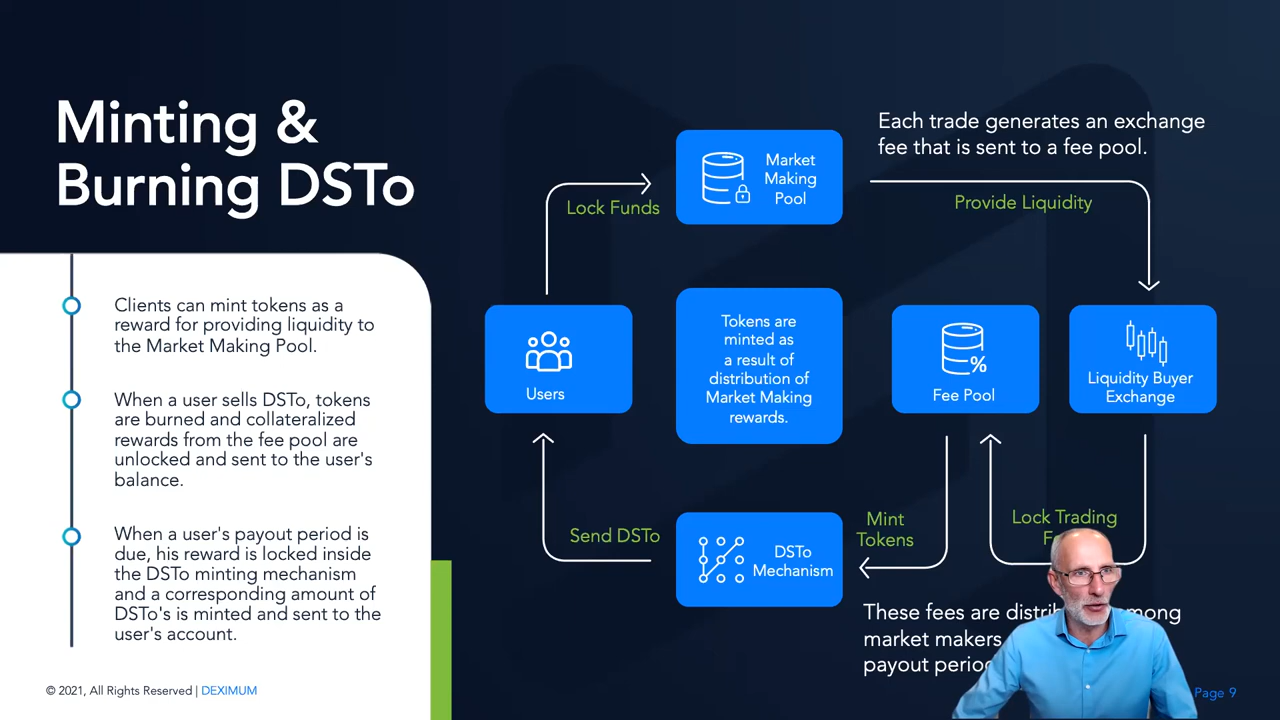 Minting &
Burning DSTo
Clients can mint tokens as a
reward for providing liquidity to
the Market Making Pool.
When a user sells DSTo, tokens
are burned and collateralized
rewards from the fee pool are
unlocked and sent to the user's
balance.
When a user's payout period is
due, his reward is locked inside
the DSTo minting mechanism
and a corresponding amount of
DSTo's is minted and sent to the
user's account.
© 2021, All Rights Reserved | DEXIMUM
Each trade generates an exchange
fee that is sent to a fee pool.
Market
Making
Pool
Lock Funds
Provide Liquidity
Users
Tokens are
minted as
a result of
distribution of
Market Making
rewards.
Fee Pool
Liquidity Buyer
Exchange
Send DSTo
DSTo
Mechanism
Mint
Tokens
Lock Trading
These fees are
market makers
payout
Page 9